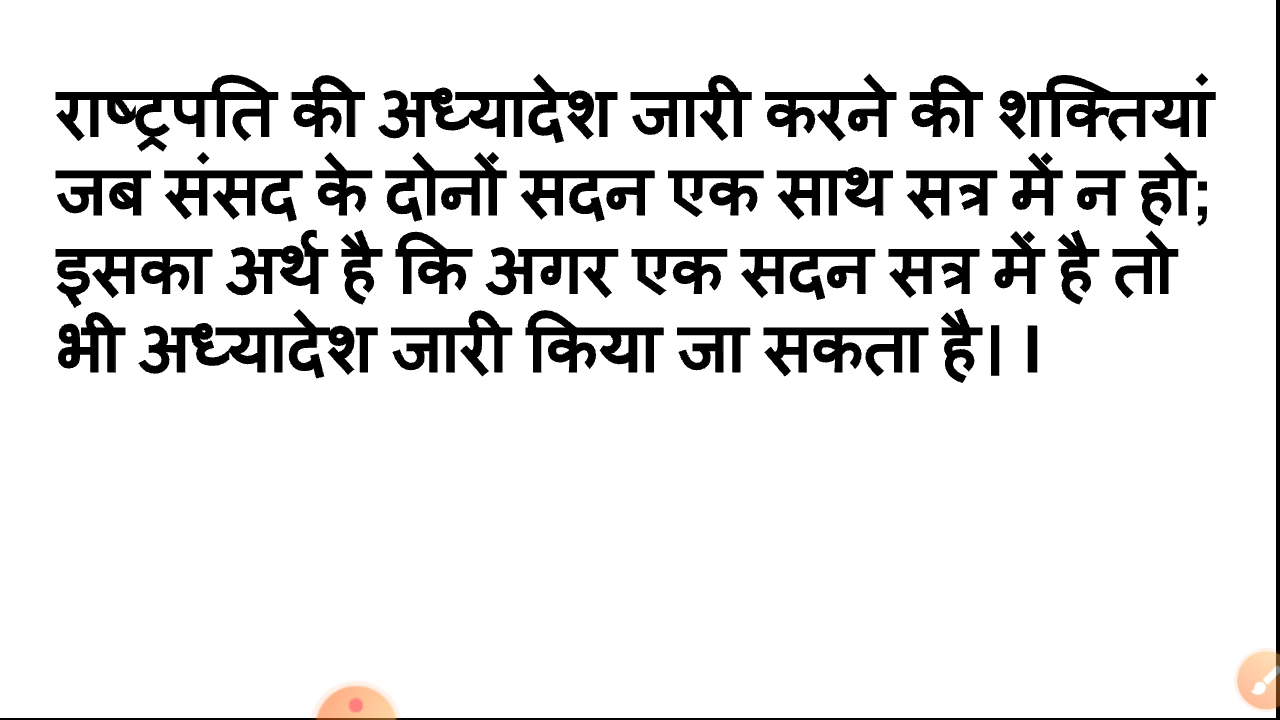 राष्ट्रपति की अध्यादेश जारी करने की शक्तियां
जब संसद के दोनों सदन एक साथ सत्र में न हो;
इसका अर्थ है कि अगर एक सदन सत्र में है तो
भी अध्यादेश जारी किया जा सकता है। ।